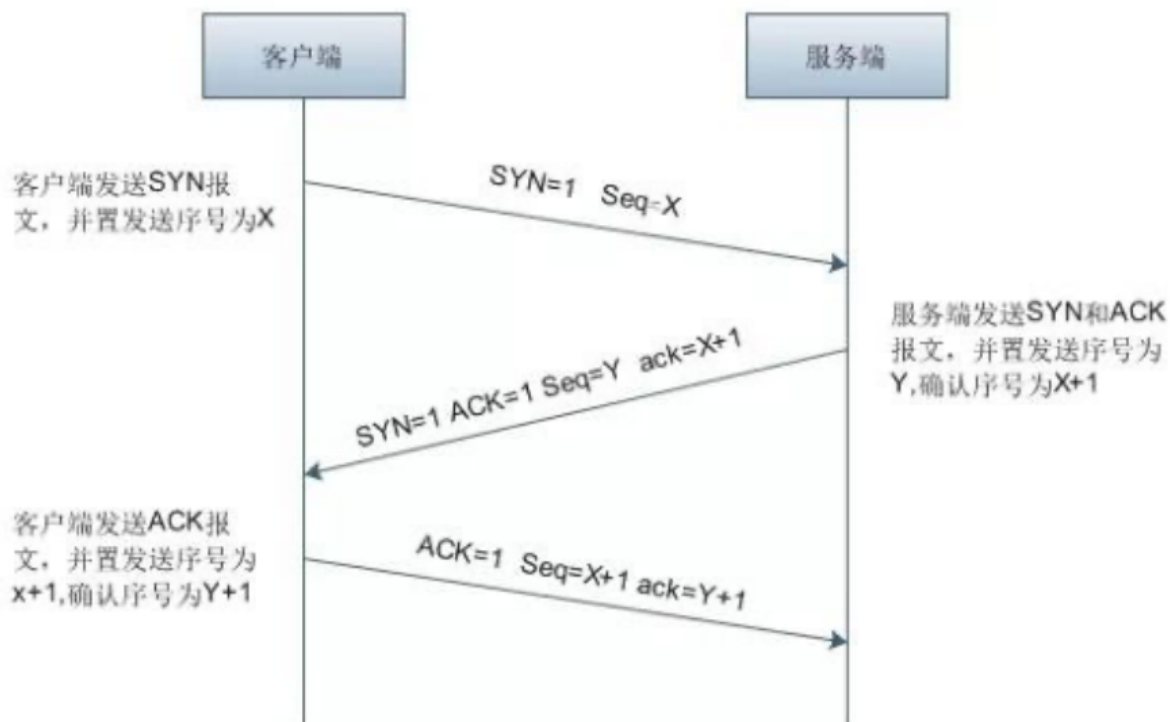 客户端
服务端
客户端发送SYN报
文，并置发送序号为X
SYN=1 Seq=X
服务端发送SYN和ACK
报文，并置发送序号为
Y,确认序号为X+1
SYN=1 ACK=1 Seq=Y ack=X+1
客户端发送ACK报
文，并置发送序号为
x+1,确认序号为Y+1
ACK=1 Seq=X+1 ack=Y+1